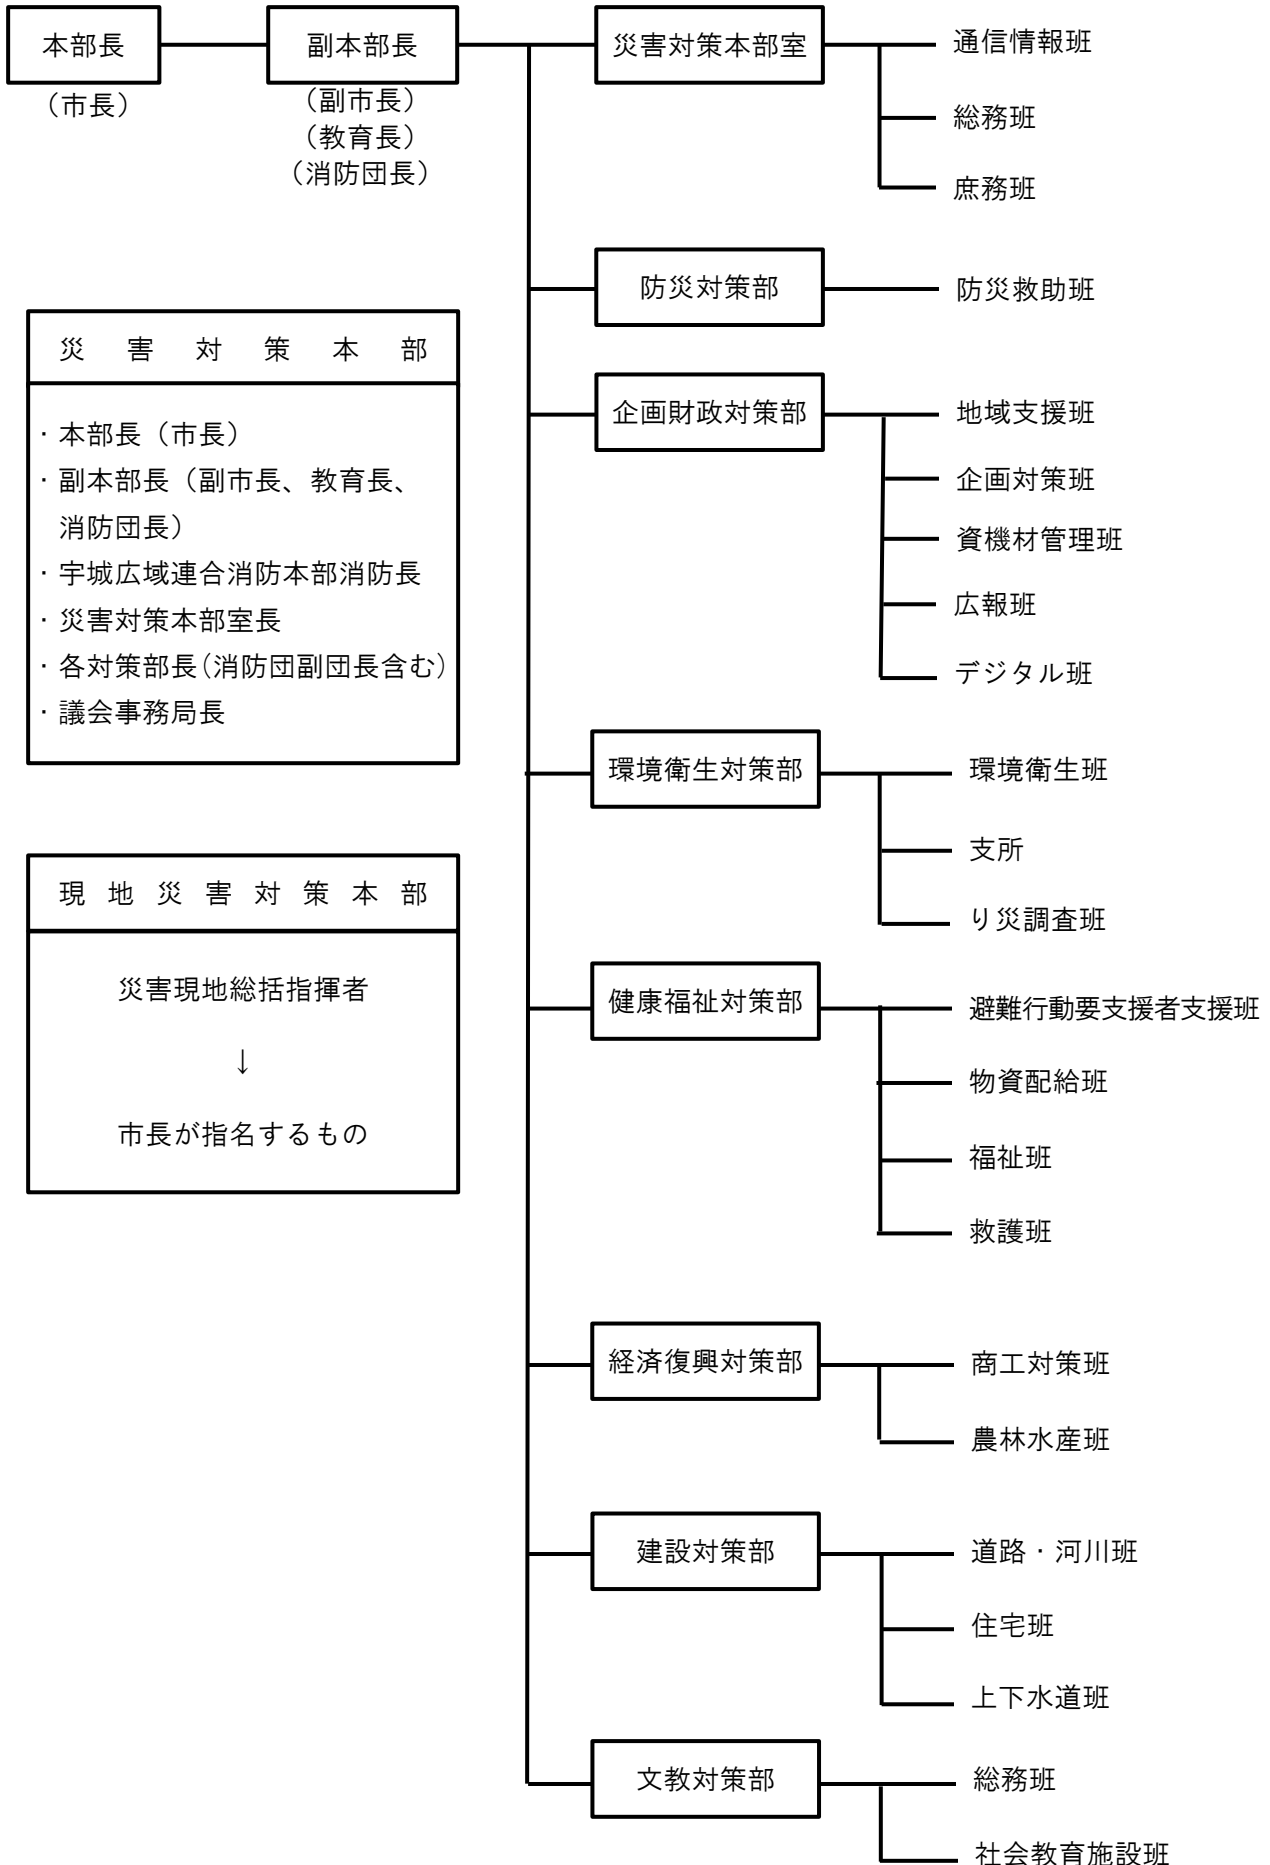 本部長
(市長)
副本部長
(副市長)
(教育長)
(消防団長)
災害対策本部室
通信情報班
総務班
庶務班
防災対策部
防災救助班
企画財政対策部
地域支援班
企画対策班
資機材管理班
広報班
デジタル班
災害対策本部
・本部長(市長)
・副本部長(副市長、教育長、
消防団長)
・宇城広域連合消防本部消防長
・災害対策本部室長
・各対策部長(消防団副団長含む)
・議会事務局長
環境衛生対策部
環境衛生班
支所
り災調査班
現地災害対策本部
災害現地総括指揮者
↓
市長が指名するもの
健康福祉対策部
避難行動要支援者支援班
物資配給班
福祉班
救護班
経済復興対策部
商工対策班
農林水産班
建設対策部
道路・河川班
住宅班
上下水道班
文教対策部
総務班
社会教育施設班